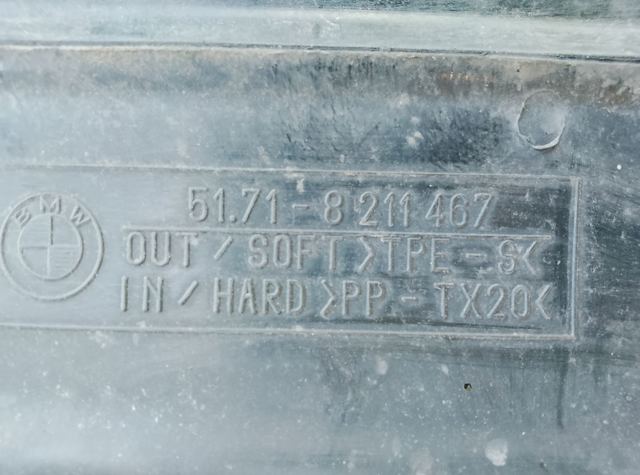 BMW
51.71-8 211 467
OUT / SOFT >TPE-S<
IN / HARD >PP-TX20<